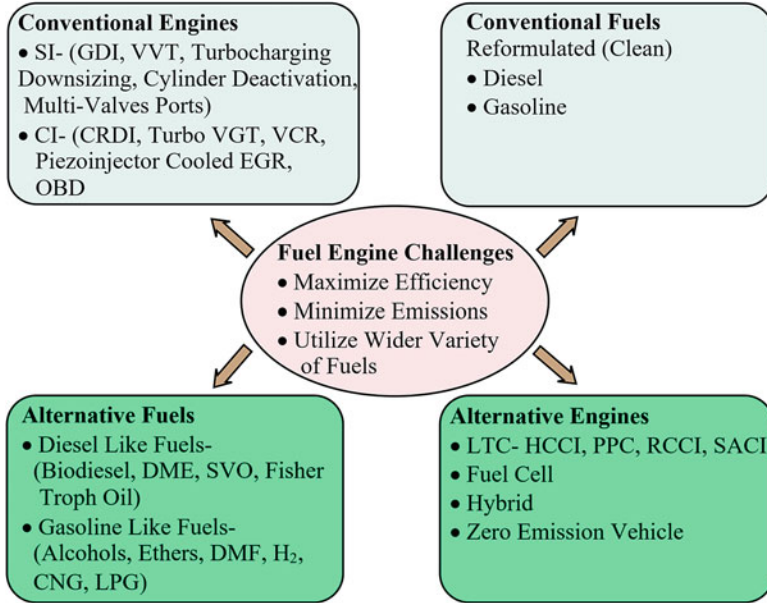 Conventional Engines
• SI- (GDI, VVT, Turbocharging
Downsizing, Cylinder Deactivation,
Multi-Valves Ports)
• CI- (CRDI, Turbo VGT, VCR,
Piezoinjector Cooled EGR,
OBD
Conventional Fuels
Reformulated (Clean)
• Diesel
• Gasoline
Fuel Engine Challenges
• Maximize Efficiency
• Minimize Emissions
• Utilize Wider Variety
of Fuels
Alternative Fuels
• Diesel Like Fuels-
(Biodiesel, DME, SVO, Fisher
Troph Oil)
• Gasoline Like Fuels-
(Alcohols, Ethers, DMF, H₂,
CNG, LPG)
Alternative Engines
• LTC- HCCI, PPC, RCCI, SACI
• Fuel Cell
• Hybrid
• Zero Emission Vehicle